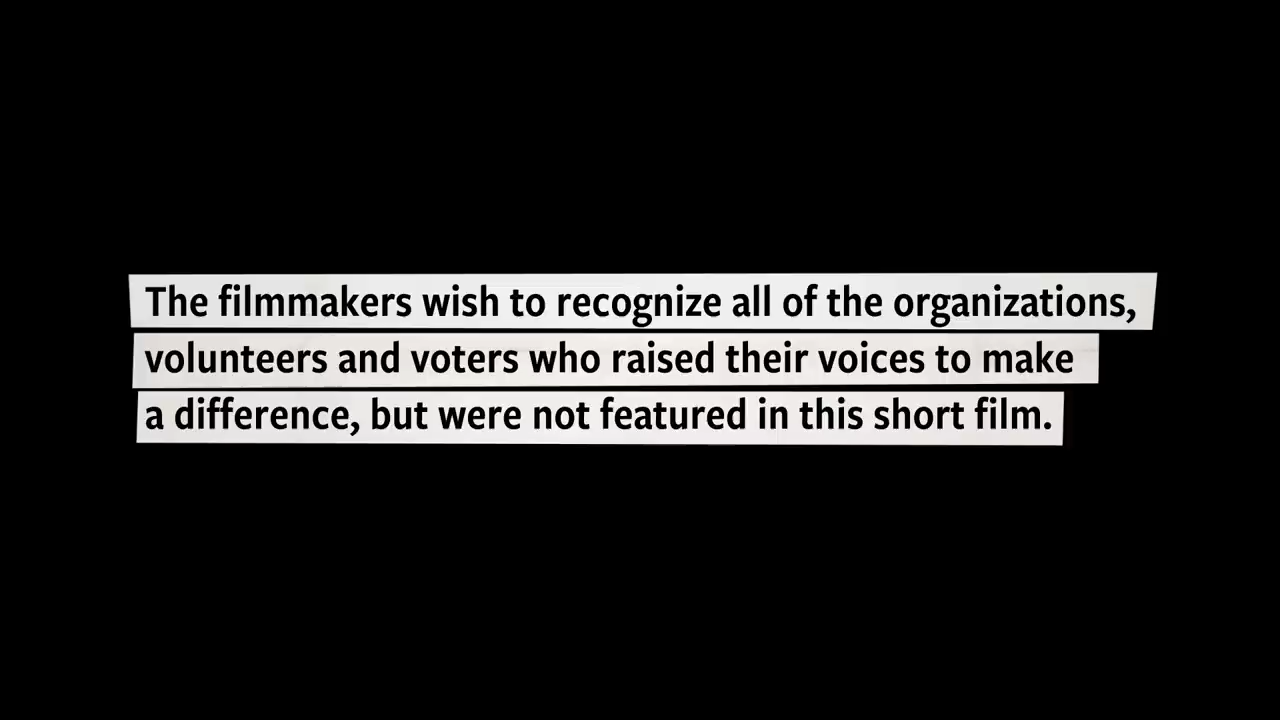 The filmmakers wish to recognize all of the organizations,
volunteers and voters who raised their voices to make
a difference, but were not featured in this short film.